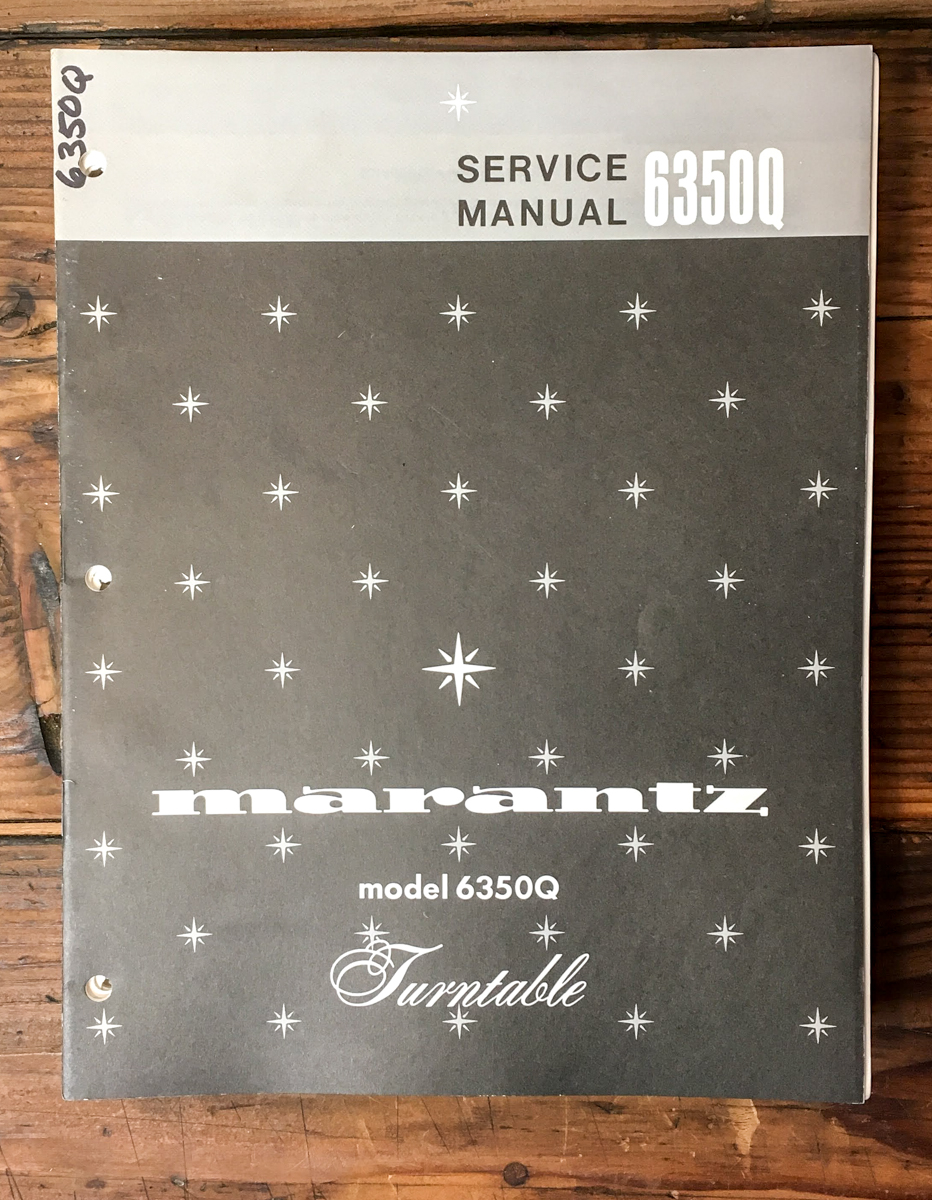 6350Q
SERVICE
MANUAL 6350Q
marantz
model 6350Q
Turntable